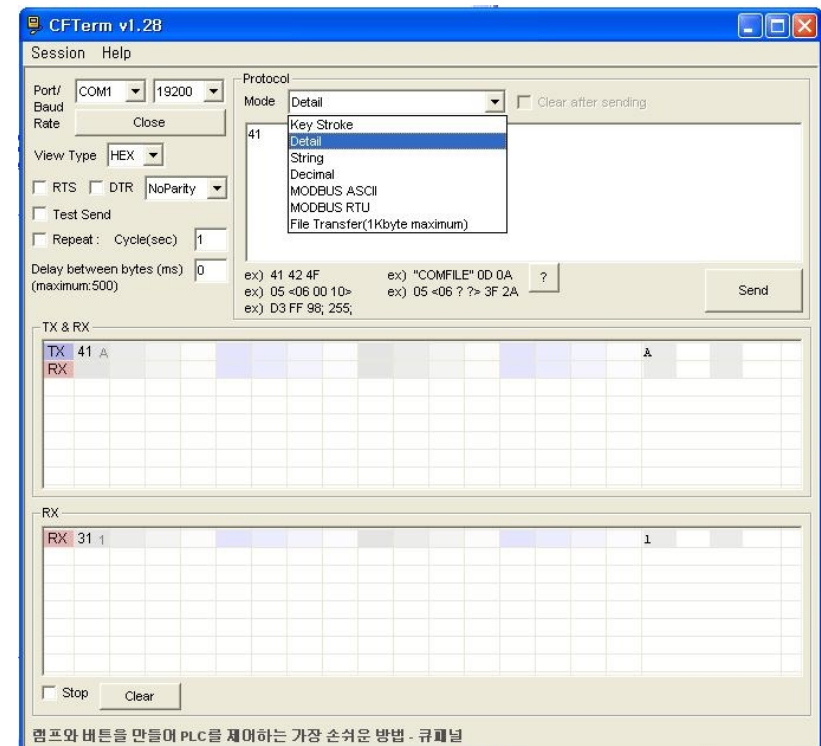 CFTerm v1.28
Session Help
Port/ Baud Rate COM1 19200
Close
View Type HEX
RTS DTR NoParity
Test Send
Repeat : Cycle(sec) 1
Delay between bytes (ms) 0
(maximum:500)
Protocol
Mode Detail Clear after sending
41
Key Stroke
Detail
String
Decimal
MODBUS ASCII
MODBUS RTU
File Transfer(1Kbyte maximum)
ex) 41 42 4F ex) "COMFILE" 0D 0A ?
ex) 05 <06 00 10> ex) 05 <06 ? ?> 3F 2A
ex) D3 FF 98; 255;
Send
TX & RX
TX 41 A A
RX
RX
RX 31 1 1
Stop Clear
램프와 버튼을 만들어 PLC를 제어하는 가장 손쉬운 방법 - 큐패널